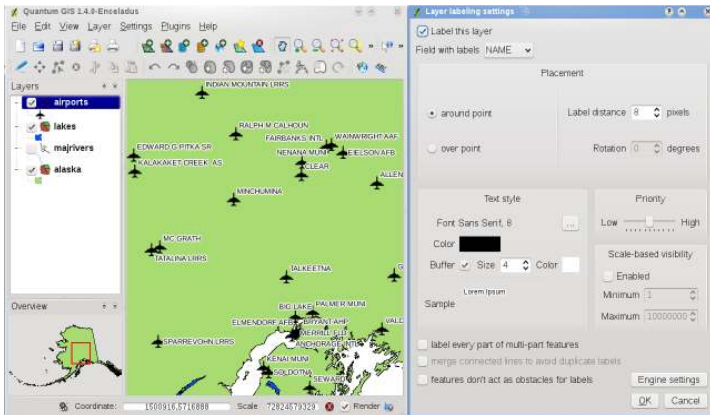 Quantum GIS 1.4.0-Enceladus
File Edit View Layer Settings Plugins Help
Layers
airports
lakes
majrivers
alaska
Overview
INDIAN MOUNTAIN LRRS
RALPH M CALHOUN
FAIRBANKS INTL
WAINWRIGHT AAF
EDWARD G PITKA SR
NENANA MUNI
EIELSON AFB
KALAKAKET CREEK AS
CLEAR
ALLEN
MINCHUMINA
MC GRATH
TATALINA LRRS
TALKEETNA
G
BIG LAKE
PALMER MUNI
ELMENDORF AFB
BRYANT AHP
VALD
MERRILL FLD
SPARREVOHN LRRS
ANCHORAGE INTL
KENAI MUNI
SOLDOTNA
SEWARD
Coordinate: 1500916,5716888 Scale 72824579329 Render
Layer labeling settings
Label this layer
Field with labels NAME
Placement
around point
Label distance 8 pixels
over point
Rotation 0 degrees
Text style
Font Sans Serif, 8 ...
Color
Buffer Size 4 Color
Lorem Ipsum
Sample
Priority
Low High
Scale-based visibility
Enabled
Minimum 1
Maximum 10000000
label every part of multi-part features
merge connected lines to avoid duplicate labels
features don't act as obstacles for labels
Engine settings
OK Cancel